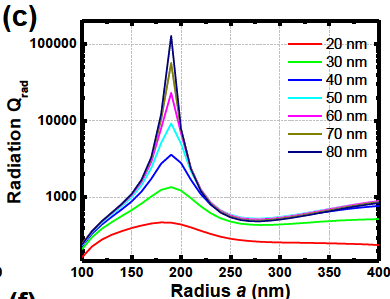 (c)
Radiation Q_rad
100000
10000
1000
20 nm
30 nm
40 nm
50 nm
60 nm
70 nm
80 nm
100 150 200 250 300 350 400
Radius a (nm)